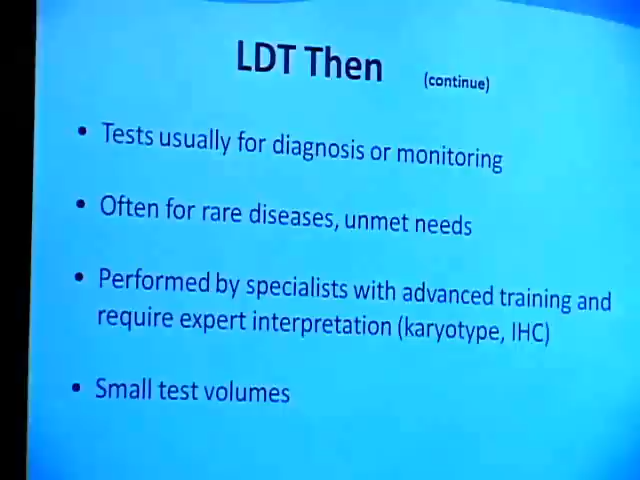 LDT Then (continue)
• Tests usually for diagnosis or monitoring
• Often for rare diseases, unmet needs
• Performed by specialists with advanced training and
require expert interpretation (karyotype, IHC)
• Small test volumes